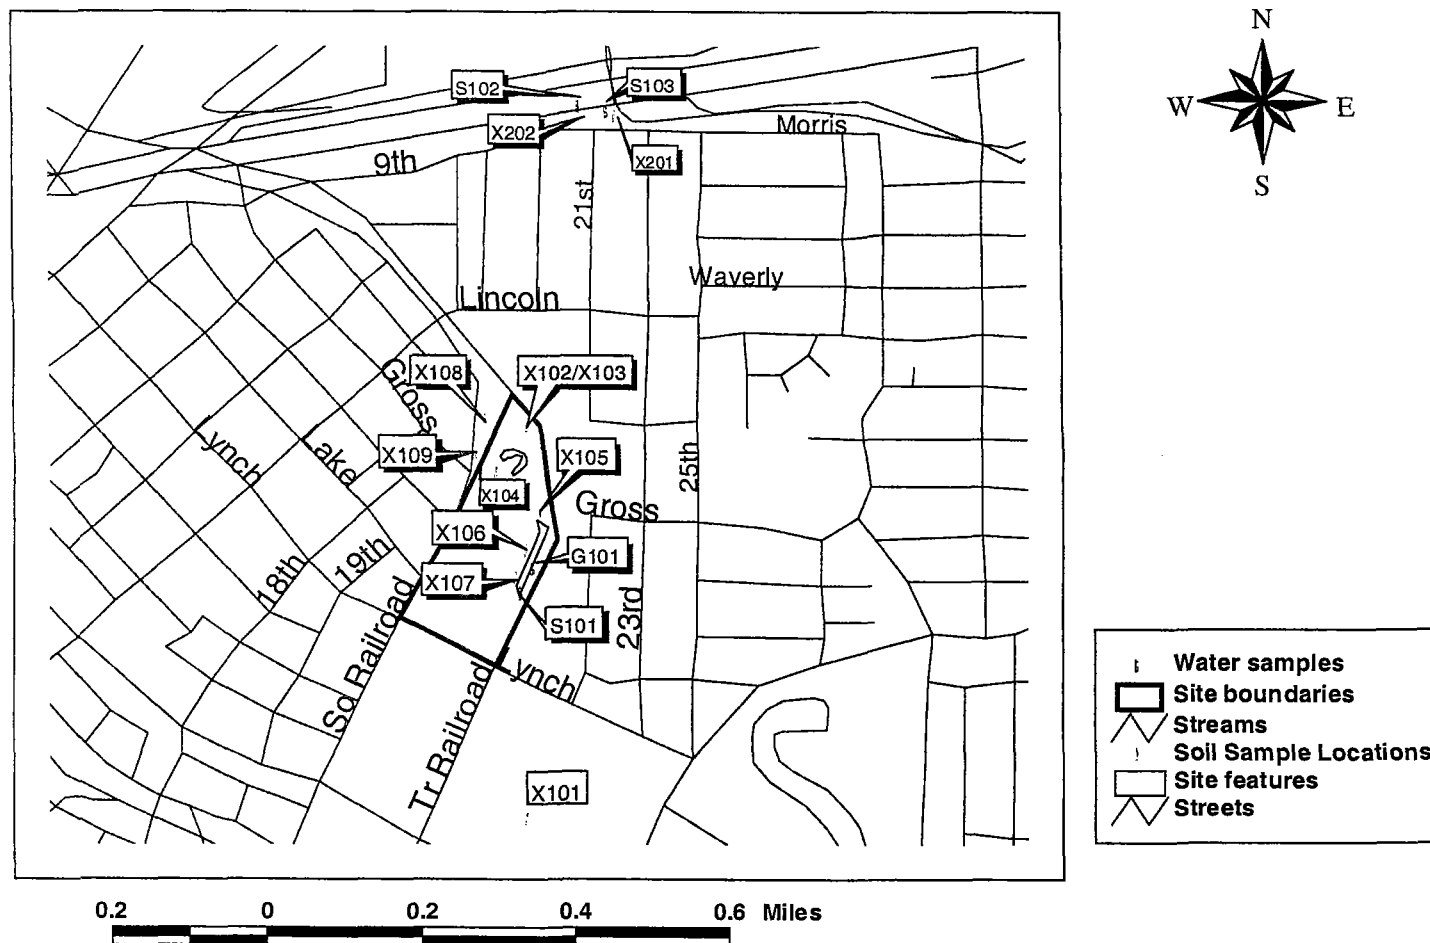 N
S102
S103
W
E
X202
Morris
9th
X201
S
21st
Waverly
Lincoln
X108
X102/X103
Gross
Lynch
Lake
X109
X105
25th
X104
Gross
X106
G101
18th
19th
X107
S101
23rd
So Railroad
Lynch
Tr Railroad
X101
Water samples
Site boundaries
Streams
Soil Sample Locations
Site features
Streets
0.2 0 0.2 0.4 0.6 Miles